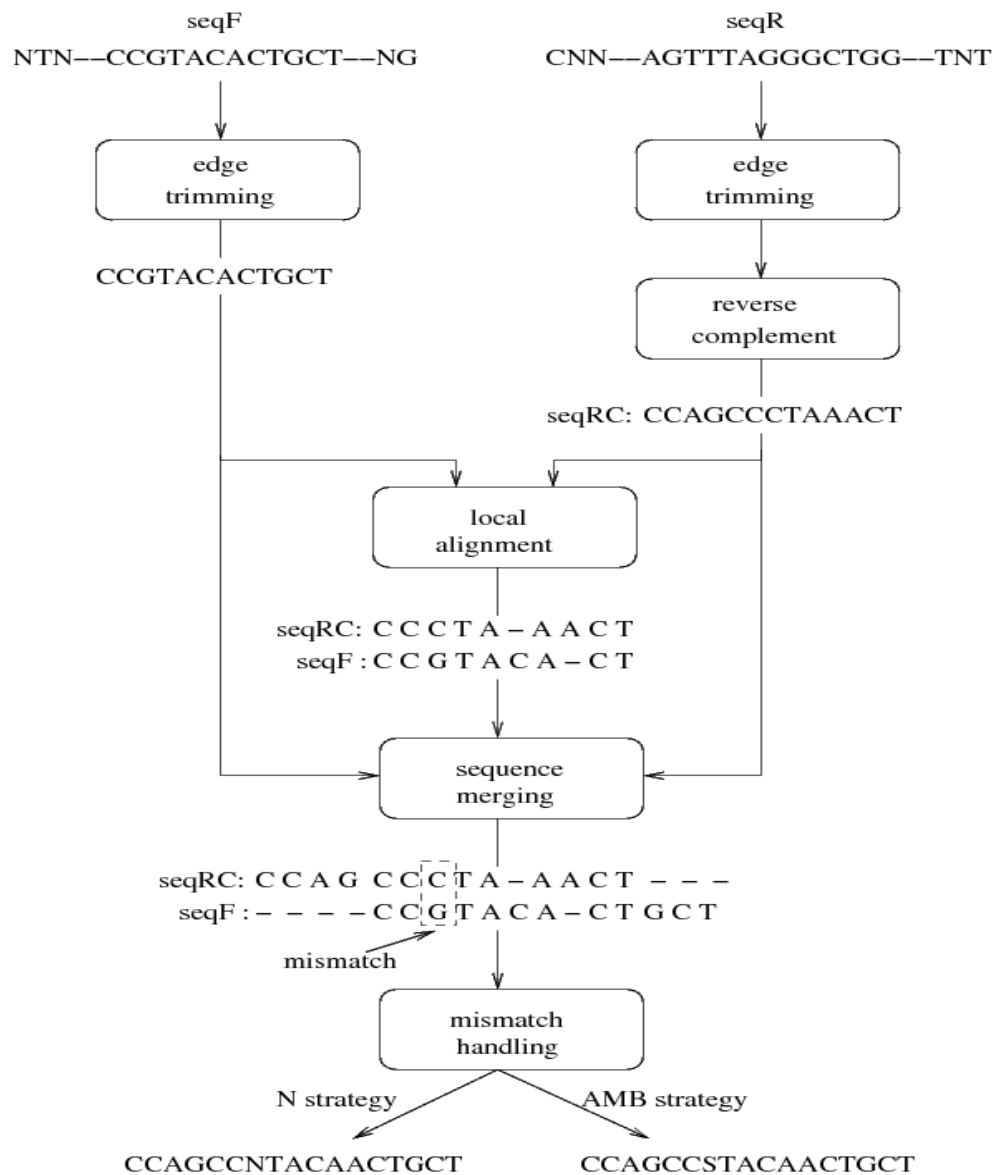 seqF
seqR
NTN--CCGTACACTGCT--NG
CNN--AGTTTAGGGCTGG--TNT
edge
trimming
edge
trimming
CCGTACACTGCT
reverse
complement
seqRC: CCAGCCCTAAACT
local
alignment
seqRC: C C C T A – A A C T
seqF : C C G T A C A – C T
sequence
merging
seqRC: C C A G C C C T A – A A C T - - -
seqF : – – – – C C G T A C A – C T G C T
mismatch
mismatch
handling
N strategy
AMB strategy
CCAGCCNTACAACTGCT
CCAGCCSTACAACTGCT